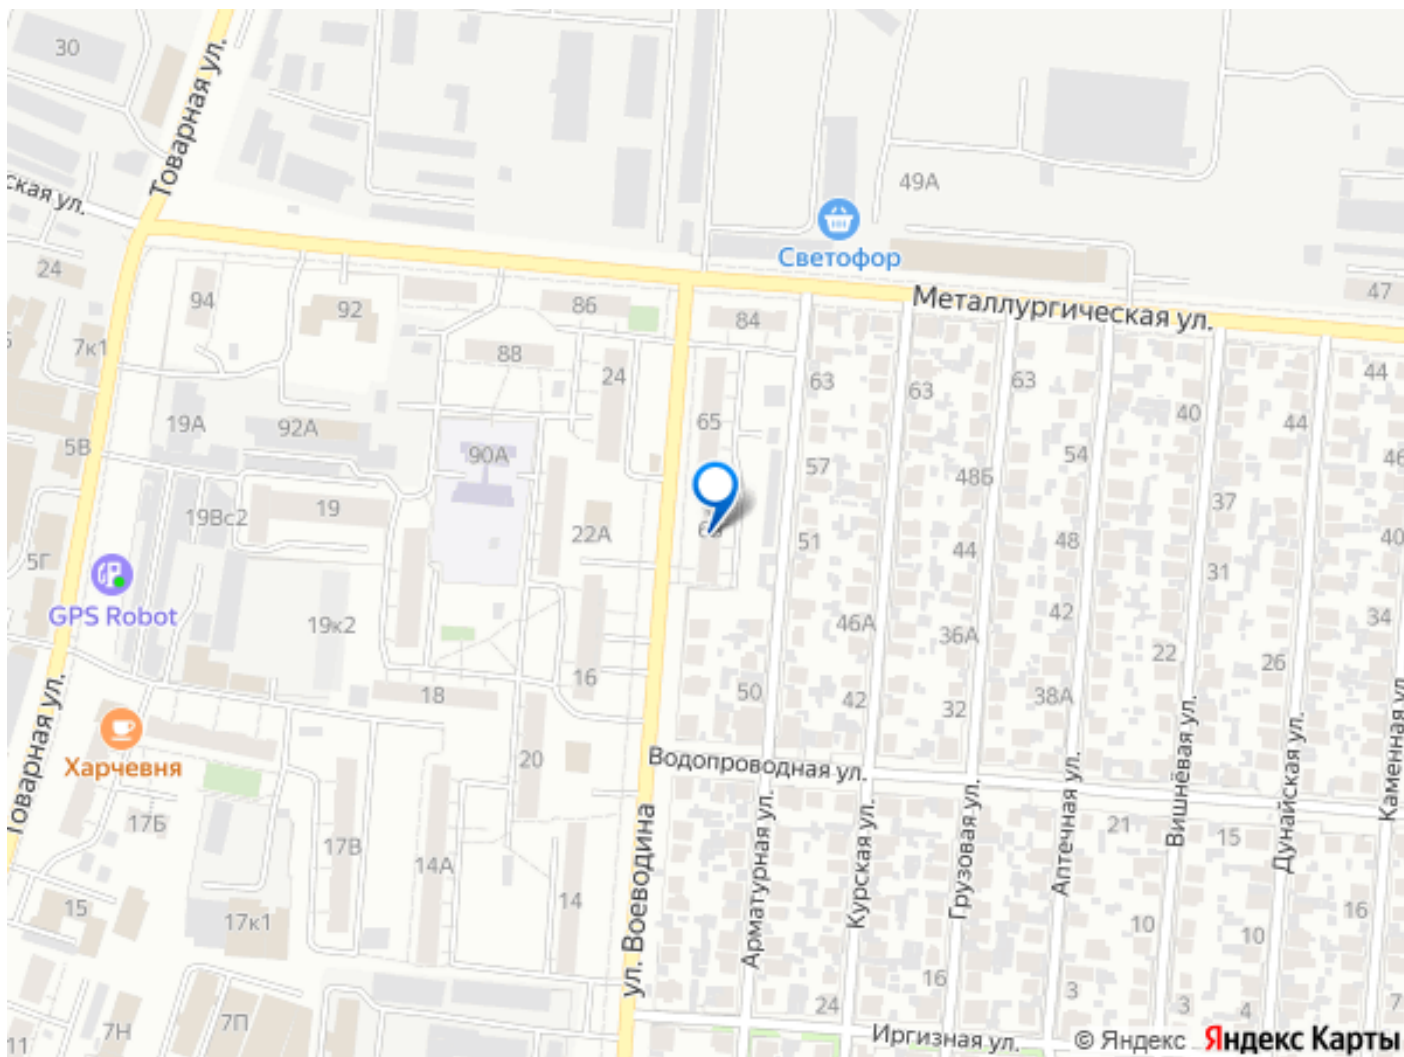 30
Товарная ул.
ская ул.
49А
Светофор
24
94
92
86
84
Металлургическая ул.
47
7к1
88
24
63
63
63
44
19А
92А
65
40
44
5В
90А
57
54
46
19
48Б
37
19Вс2
22А
51
44
48
40
5Г
31
GPS Robot
19к2
46А
36А
42
34
22
26
16
18
50
42
32
38А
Товарная ул.
Харчевня
20
Водопроводная ул.
Вишнёвая ул.
Дунайская ул.
Каменная ул.
17Б
17В
14А
21
15
ул. Воеводина
Арматурная ул.
Курская ул.
Грузовая ул.
Аптечная ул.
15
17к1
14
10
10
16
16
3
3
4
7
24
7Н
7П
11
Иргизная ул.
© Яндекс Яндекс Карты